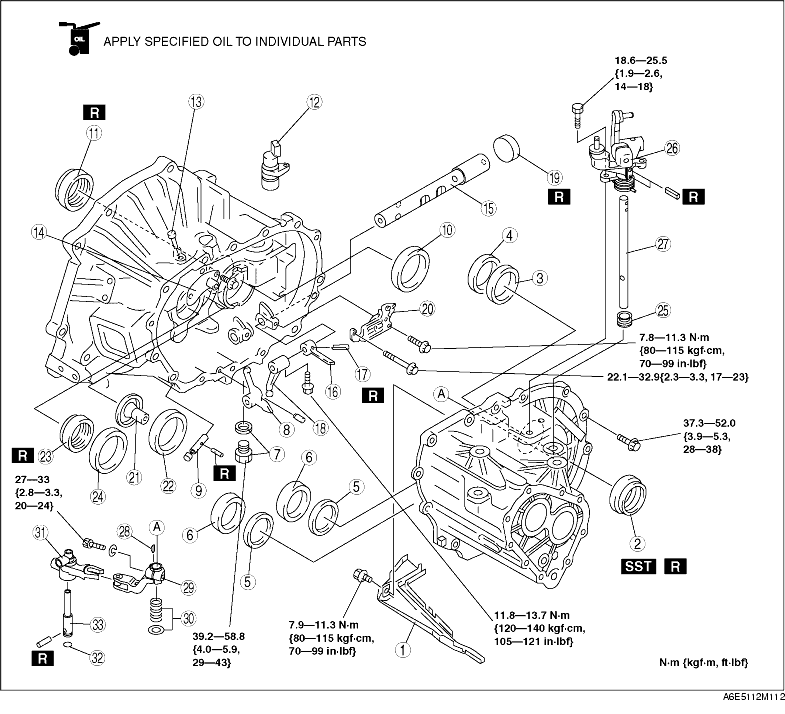 OIL
APPLY SPECIFIED OIL TO INDIVIDUAL PARTS
18.6—25.5
{1.9—2.6,
14—18}
13
12
R
11
26
19
R
R
15
14
10
4
27
3
20
25
7.8—11.3 N·m
{80—115 kgf·cm,
70—99 in·lbf}
17
16
22.1—32.9{2.3—3.3, 17—23}
R
A
8
18
37.3—52.0
{3.9—5.3,
28—38}
R
23
21
22
7
24
9
R
6
5
27—33
{2.8—3.3,
20—24}
6
28
A
31
5
2
SST
R
29
30
33
R
32
39.2—58.8
{4.0—5.9,
29—43}
7.9—11.3 N·m
{80—115 kgf·cm,
70—99 in·lbf}
1
11.8—13.7 N·m
{120—140 kgf·cm,
105—121 in·lbf}
N·m {kgf·m, ft·lbf}
A6E5112M112